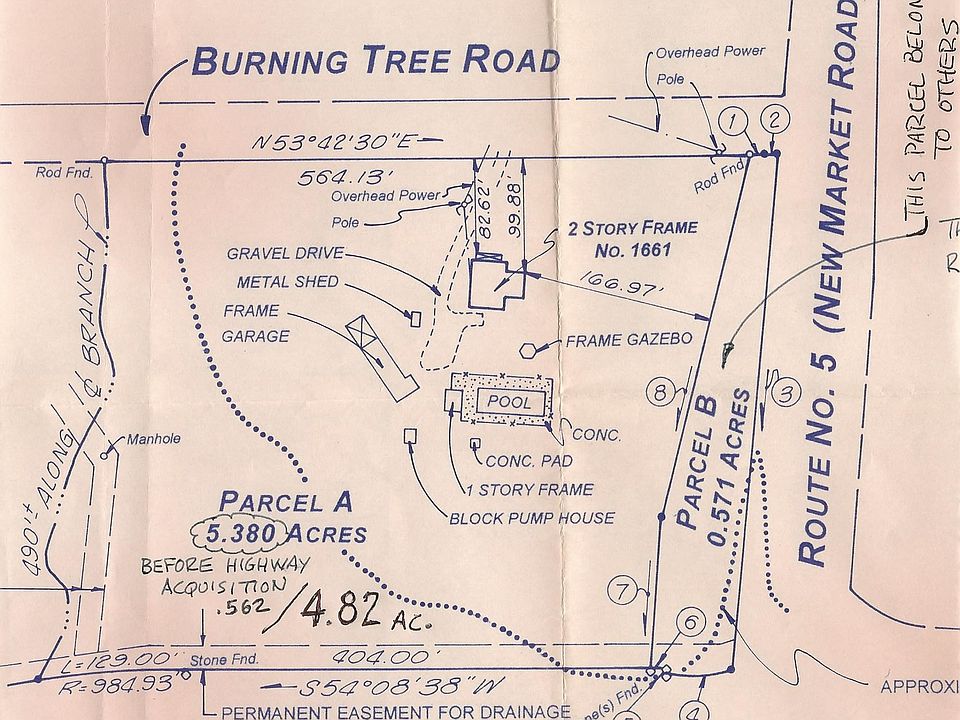 BURNING TREE ROAD
Overhead Power
Pole
1
2
N 53°42'30"E
Rod Fnd.
564.13'
Overhead Power
Pole
82.62'
99.88
Rod Fnd
2 STORY FRAME
No. 1661
GRAVEL DRIVE
METAL SHED
166.97'
FRAME
GARAGE
FRAME GAZEBO
8
3
POOL
CONC.
Manhole
CONC. PAD
1 STORY FRAME
BLOCK PUMP HOUSE
490'± ALONG
BRANCH
PARCEL A
5.380 ACRES
BEFORE HIGHWAY
ACQUISITION
.562 / 4.82 AC.
PARCEL B
0.571 ACRES
ROUTE NO. 5 (NEW MARKET ROAD
THIS PARCEL BELON
TO OTHERS
7
6
L=129.00'
Stone Fnd.
404.00'
R=984.93'
S54°08'38"W
PERMANENT EASEMENT FOR DRAINAGE
ne(s) Fnd.
4
APPROXI